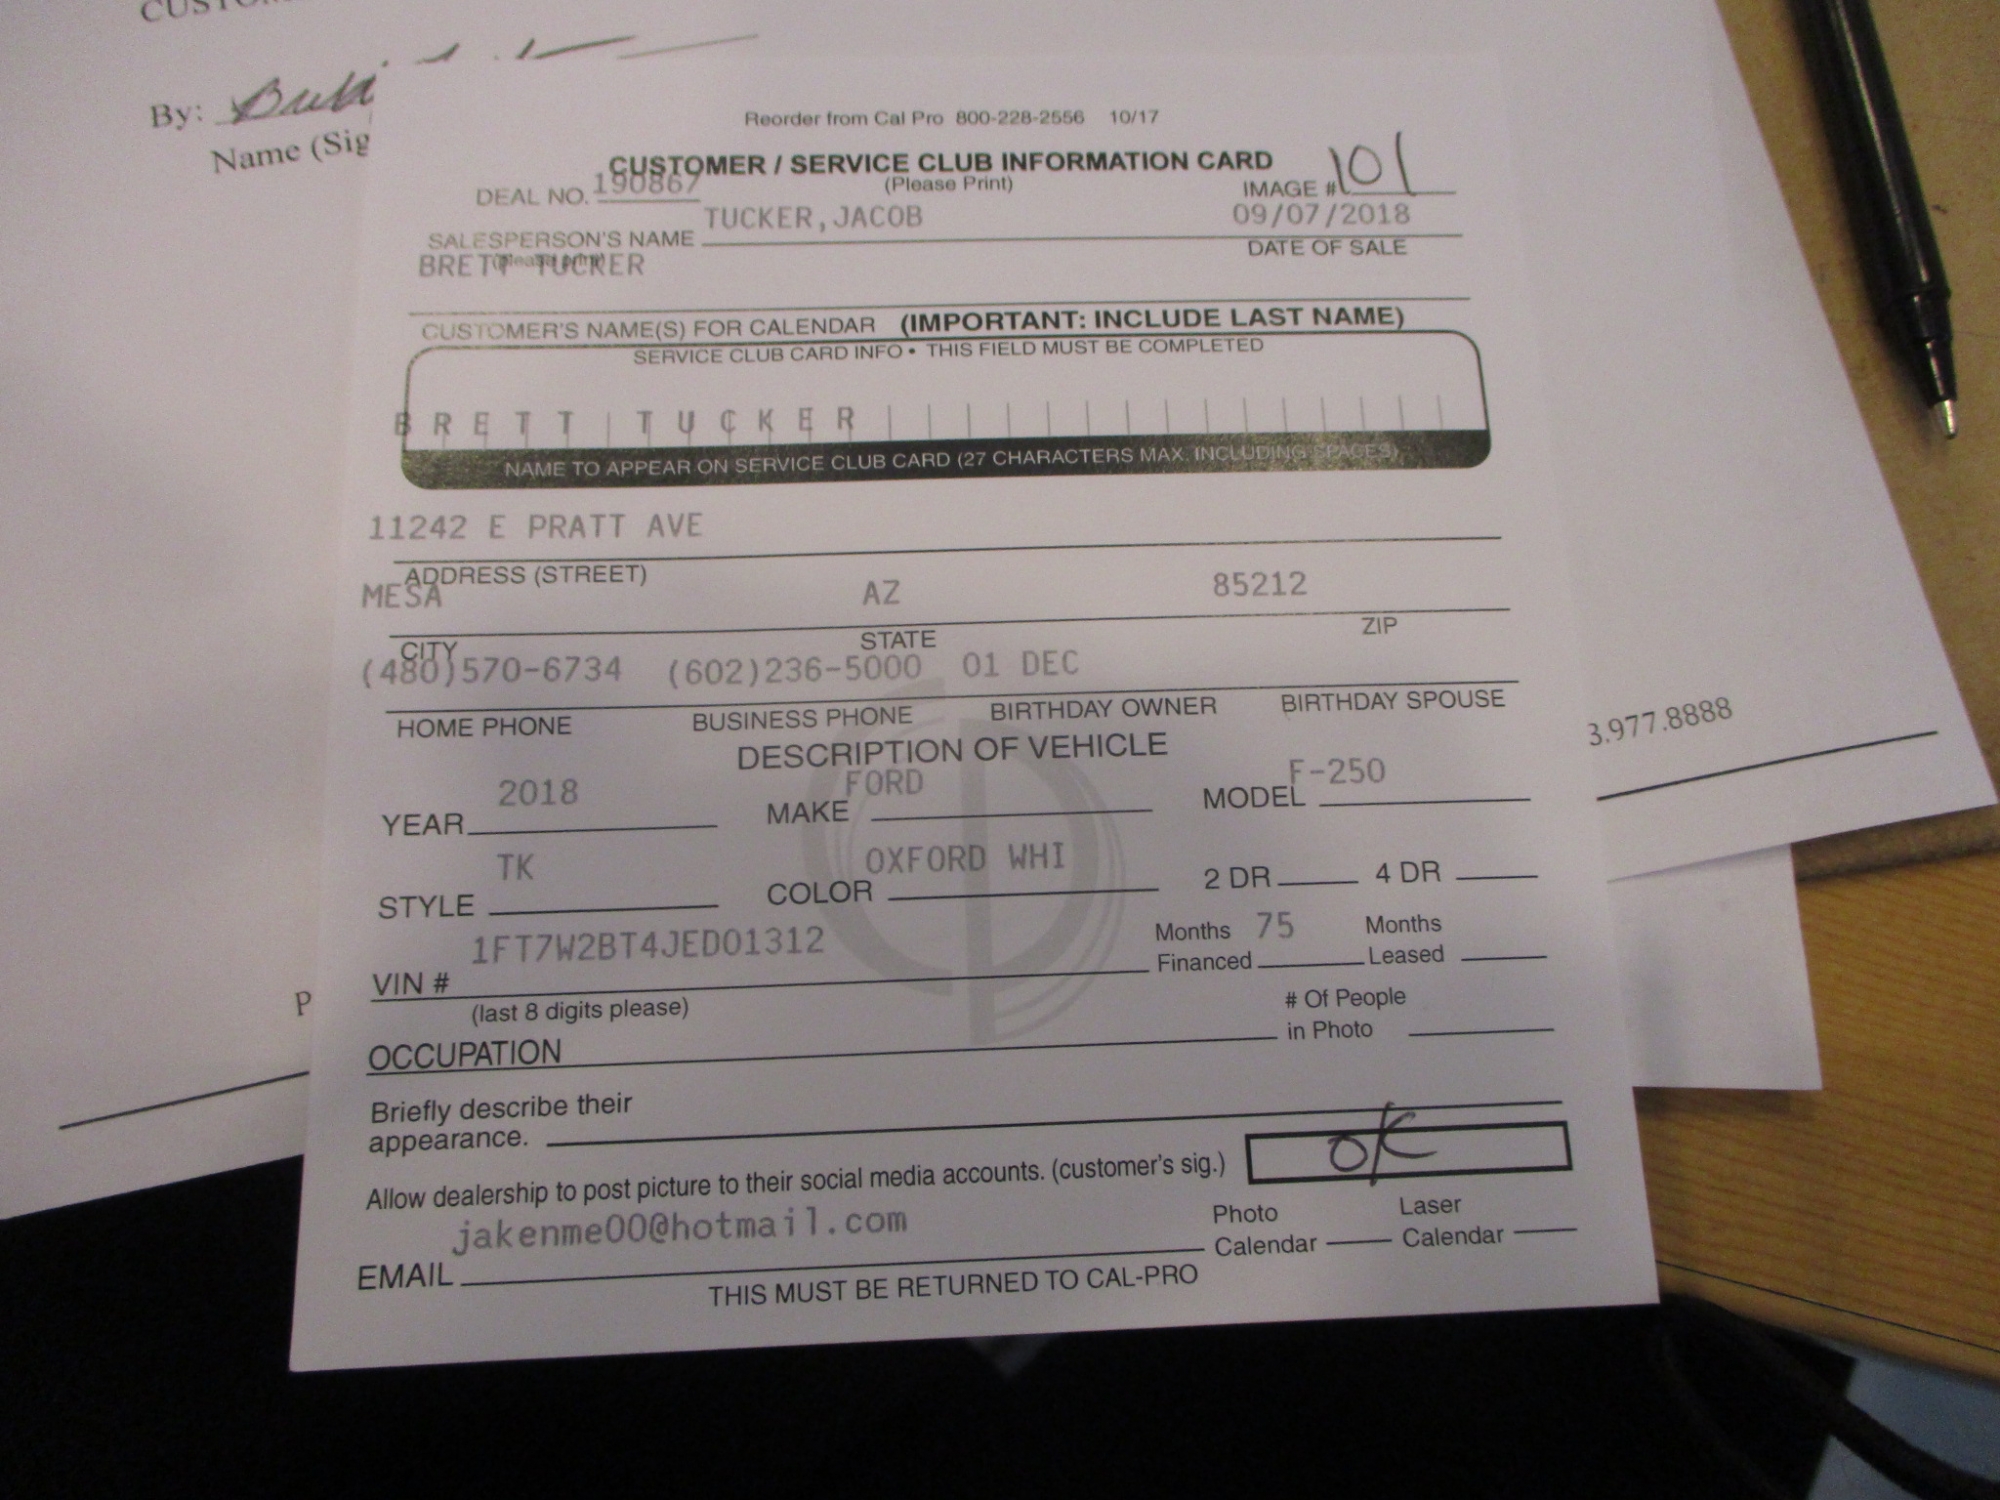 By:
Name (Sig
Reorder from Cal Pro 800-228-2556 10/17
CUSTOMER / SERVICE CLUB INFORMATION CARD
(Please Print)
DEAL NO. 190867
IMAGE # 101
SALESPERSON'S NAME TUCKER,JACOB
(please print)
09/07/2018
DATE OF SALE
BRETT TUCKER
CUSTOMER'S NAME(S) FOR CALENDAR (IMPORTANT: INCLUDE LAST NAME)
SERVICE CLUB CARD INFO • THIS FIELD MUST BE COMPLETED
BRETT TUCKER
NAME TO APPEAR ON SERVICE CLUB CARD (27 CHARACTERS MAX. INCLUDING SPACES)
11242 E PRATT AVE
ADDRESS (STREET)
MESA AZ 85212
CITY STATE ZIP
(480)570-6734 (602)236-5000 01 DEC
HOME PHONE BUSINESS PHONE BIRTHDAY OWNER BIRTHDAY SPOUSE
DESCRIPTION OF VEHICLE
YEAR 2018 MAKE FORD MODEL F-250
STYLE TK COLOR OXFORD WHI 2 DR 4 DR
VIN # 1FT7W2BT4JED01312
(last 8 digits please)
Months Financed 75 Months Leased
# Of People in Photo
OCCUPATION
Briefly describe their
appearance.
Allow dealership to post picture to their social media accounts. (customer's sig.) OK
EMAIL jakenme00@hotmail.com
Photo Calendar Laser Calendar
THIS MUST BE RETURNED TO CAL-PRO
3.977.8888
P